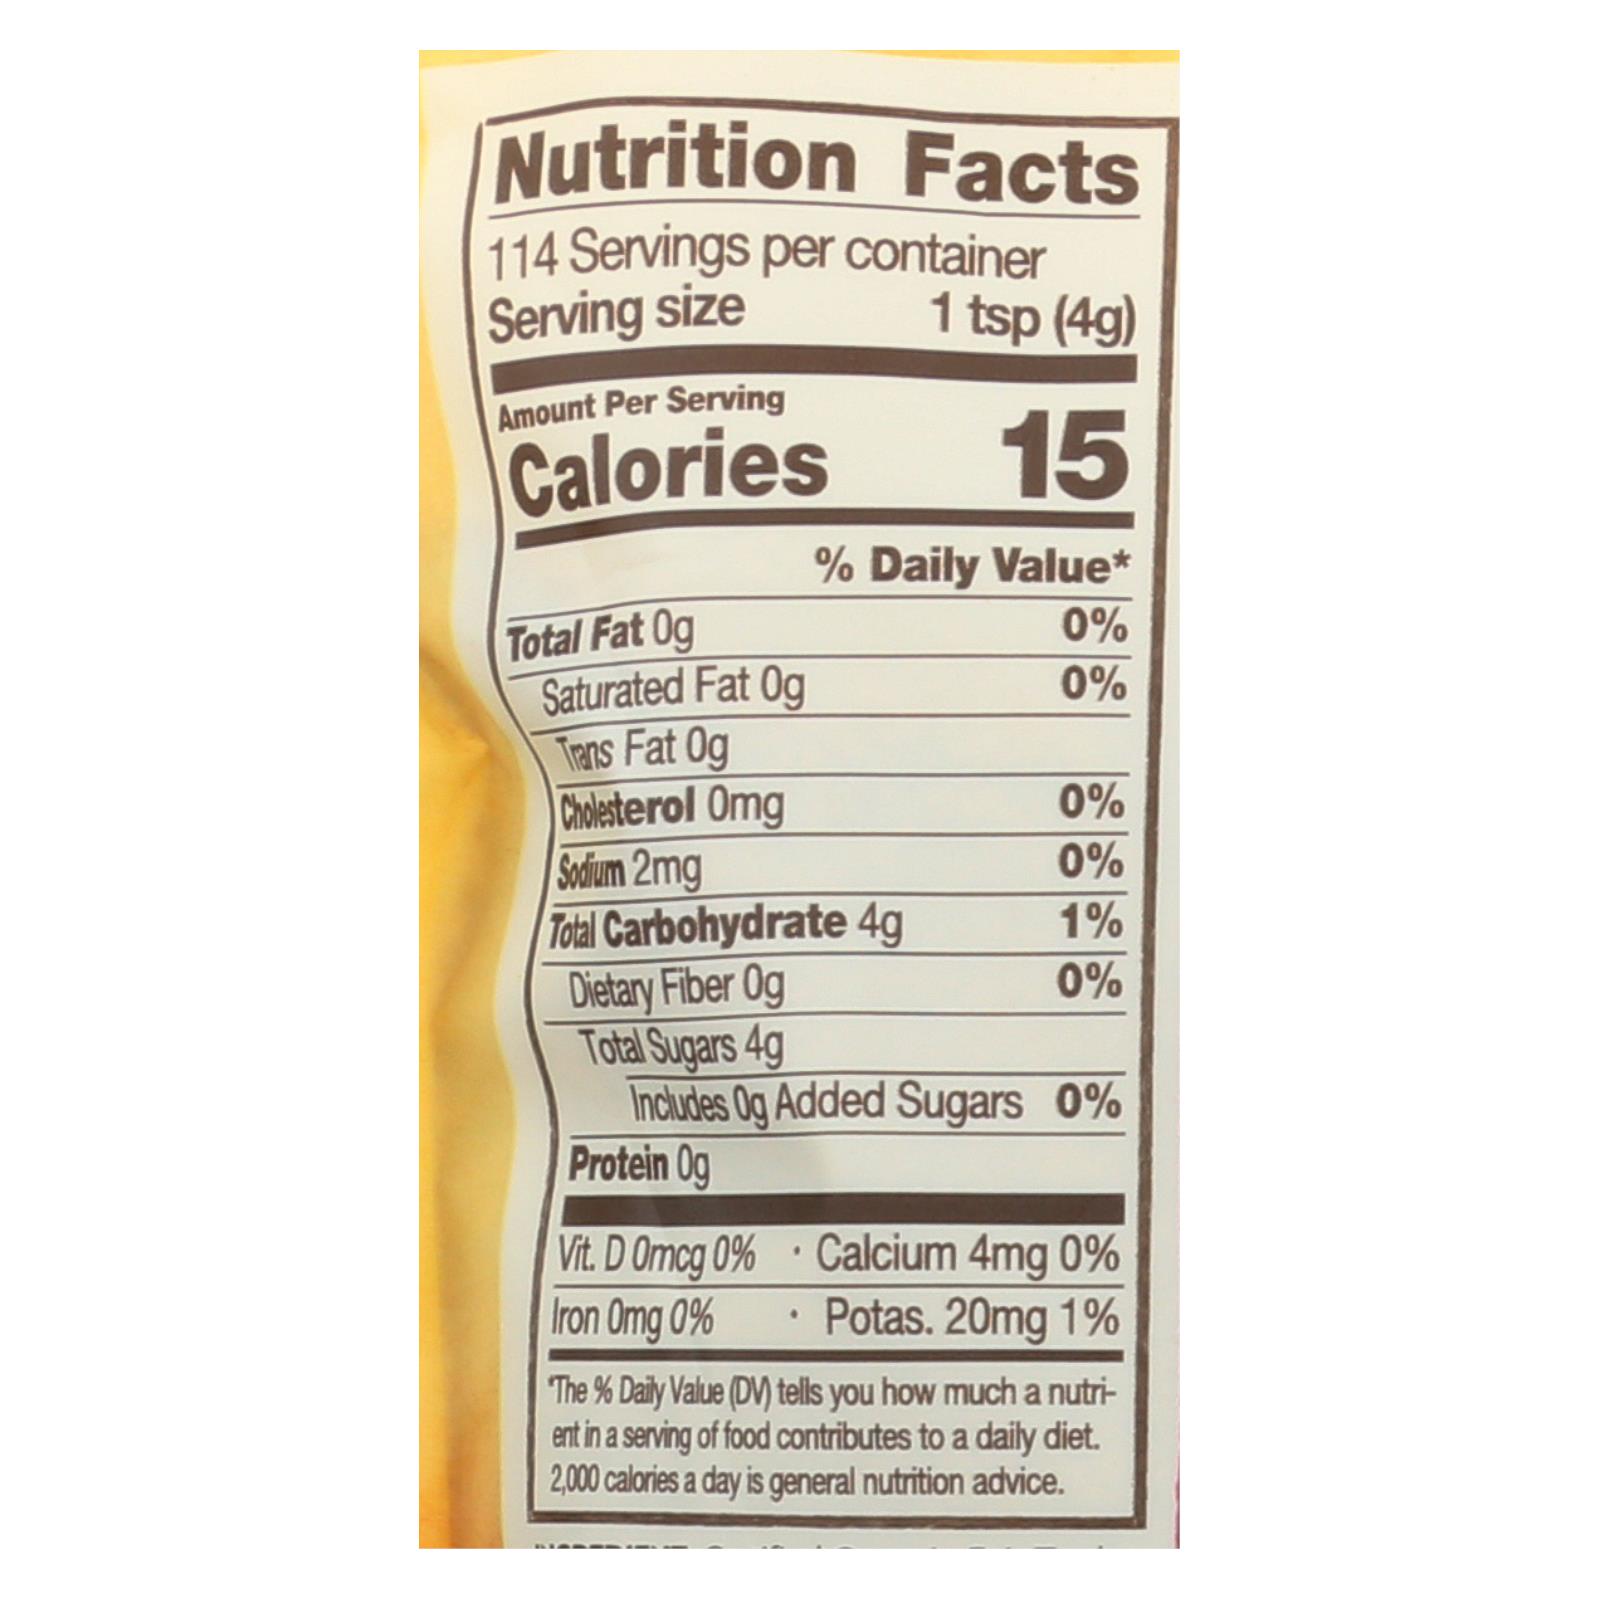 Nutrition Facts
114 Servings per container
Serving size 1 tsp (4g)
Amount Per Serving
Calories 15
% Daily Value*
Total Fat 0g 0%
Saturated Fat 0g 0%
Trans Fat 0g
Cholesterol 0mg 0%
Sodium 2mg 0%
Total Carbohydrate 4g 1%
Dietary Fiber 0g 0%
Total Sugars 4g
Includes 0g Added Sugars 0%
Protein 0g
Vit. D 0mcg 0% · Calcium 4mg 0%
Iron 0mg 0% · Potas. 20mg 1%
*The % Daily Value (DV) tells you how much a nutri-
ent in a serving of food contributes to a daily diet.
2,000 calories a day is general nutrition advice.